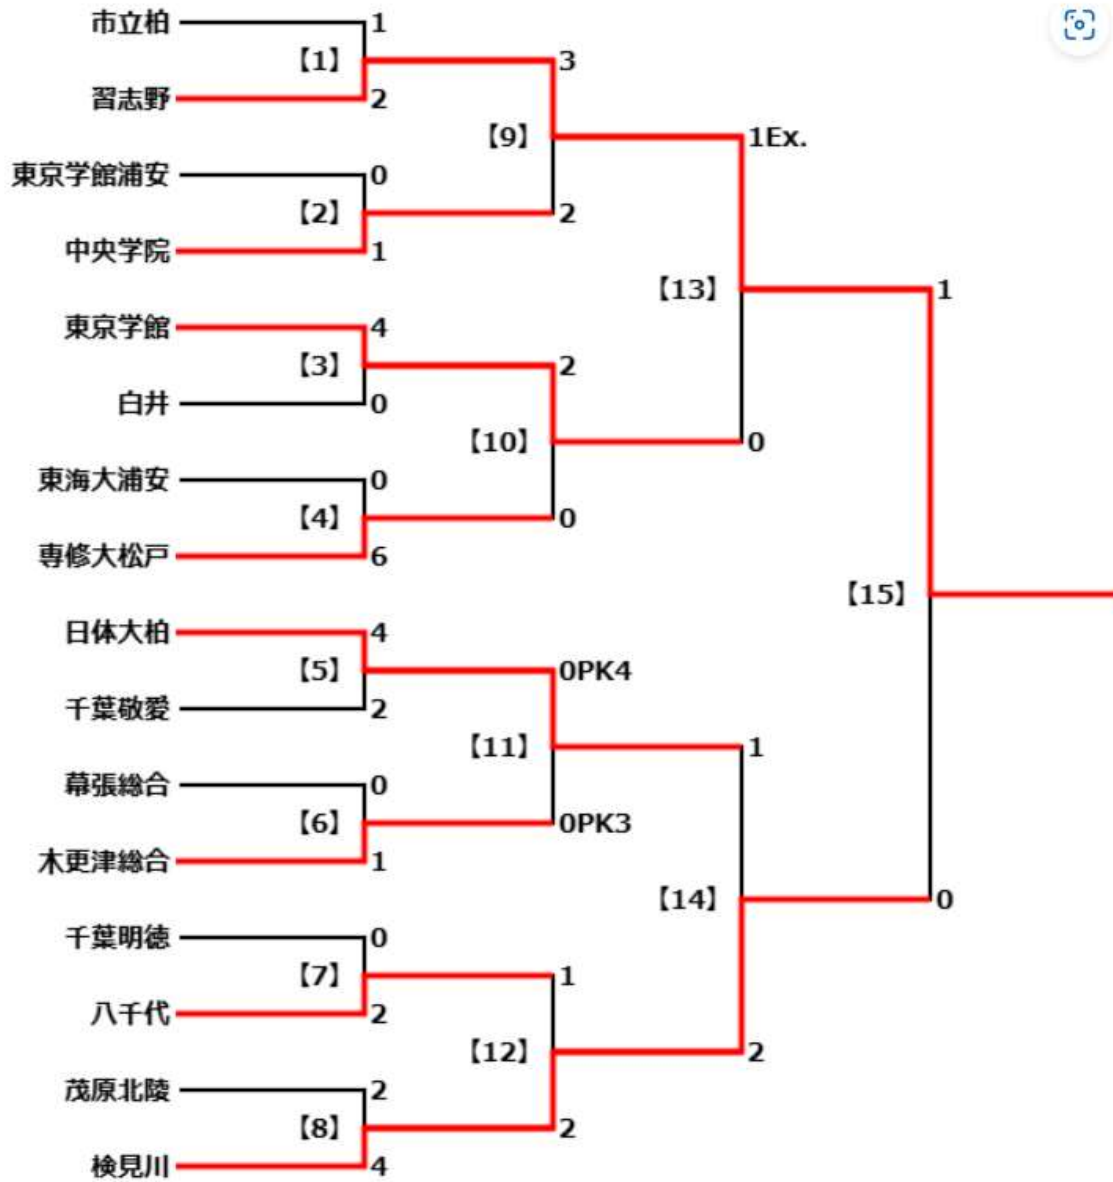 市立柏
1
【1】
3
習志野
2
【9】
1Ex.
東京学館浦安
0
【2】
2
中央学院
1
【13】
1
東京学館
4
【3】
2
白井
0
【10】
0
東海大浦安
0
【4】
0
専修大松戸
6
【15】
日体大柏
4
【5】
0PK4
千葉敬愛
2
【11】
1
幕張総合
0
【6】
0PK3
木更津総合
1
【14】
0
千葉明徳
0
【7】
1
八千代
2
【12】
2
茂原北陵
2
【8】
2
検見川
4